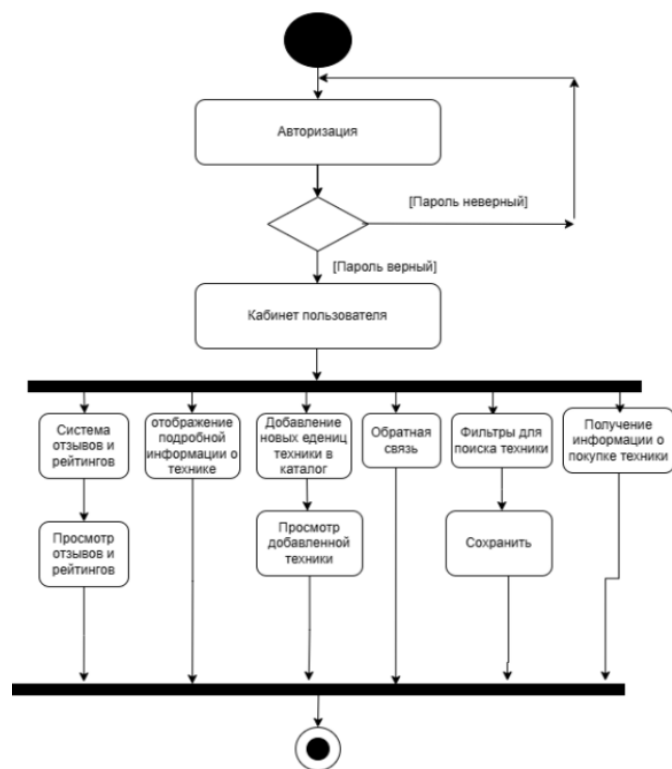 Авторизация
[Пароль неверный]
[Пароль верный]
Кабинет пользователя
Система
отзывов и
рейтингов
отображение
подробной
информации о
технике
Добавление
новых едениц
техники в
каталог
Обратная
связь
Фильтры для
поиска техники
Получение
информации о
покупке техники
Просмотр
отзывов и
рейтингов
Просмотр
добавленной
техники
Сохранить